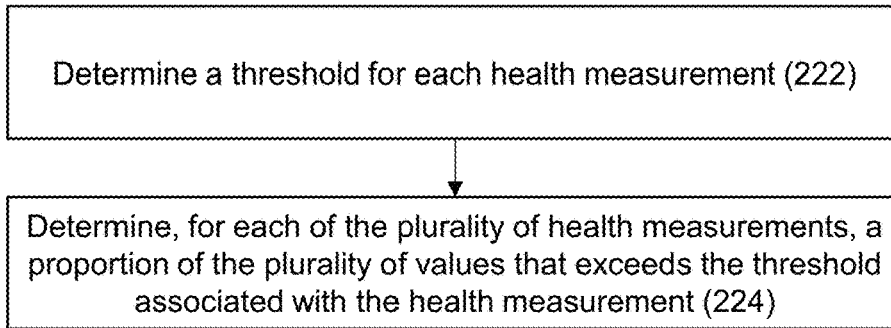 Determine a threshold for each health measurement (222)
Determine, for each of the plurality of health measurements, a
proportion of the plurality of values that exceeds the threshold
associated with the health measurement (224)